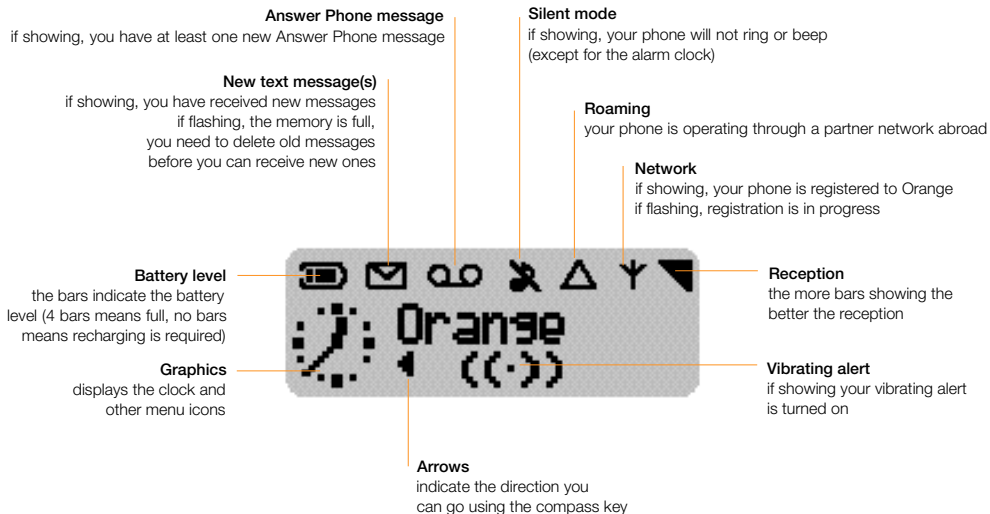 Answer Phone message
if showing, you have at least one new Answer Phone message
Silent mode
if showing, your phone will not ring or beep
(except for the alarm clock)
New text message(s)
if showing, you have received new messages
if flashing, the memory is full,
you need to delete old messages
before you can receive new ones
Roaming
your phone is operating through a partner network abroad
Network
if showing, your phone is registered to Orange
if flashing, registration is in progress
Battery level
the bars indicate the battery
level (4 bars means full, no bars
means recharging is required)
Graphics
displays the clock and
other menu icons
Orange
Reception
the more bars showing the
better the reception
Vibrating alert
if showing your vibrating alert
is turned on
Arrows
indicate the direction you
can go using the compass key